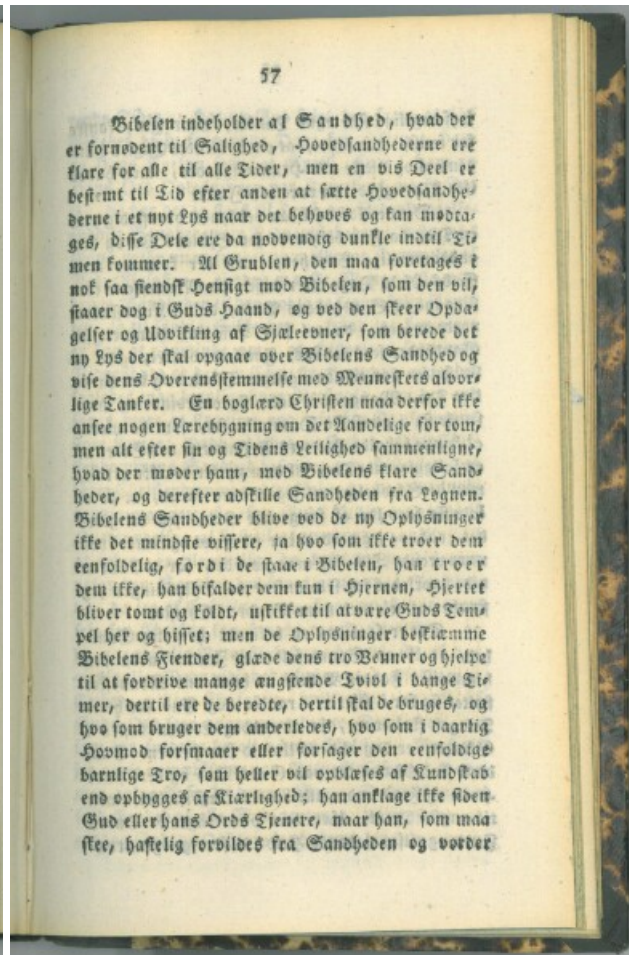 57
Bibelen indeholder al Sandhed, hvad der
er fornødent til Salighed, Hovedsandhederne ere
klare for alle til alle Tider, men en vis Deel er
best mt til Tid efter anden at sætte Hovedsandhe-
derne i et nyt Lys naar det behøves og kan modta-
ges, disse Dele ere da nødvendig dunkle indtil Ti-
men kommer. Al Grublen, den maa foretages i
nok saa fiendsk Hensigt mod Bibelen, som den vil,
staaer dog i Guds Haand, og ved den skeer Opda-
gelser og Udvikling af Sjæleevner, som berede det
ny Lys der skal opgaae over Bibelens Sandhed og
vise dens Overensstemmelse med Menneskets alvor-
lige Tanker. En boglærd Christen maa derfor ikke
ansee nogen Lærebygning om det Aandelige for tom,
men alt efter sin og Tidens Leilighed sammenligne,
hvad der møder ham, med Bibelens klare Sand-
heder, og derefter adskille Sandheden fra Løgnen.
Bibelens Sandheder blive ved de ny Oplysninger
ikke det mindste vissere, ja hvo som ikke troer dem
eenfoldelig, fordi de staae i Bibelen, han troer
dem ikke, han bifalder dem kun i Hjernen, Hjertet
bliver tomt og koldt, uskikket til at være Guds Tem-
pel her og hisset; men de Oplysninger beskiæmme
Bibelens Fiender, glæde dens tro Venner og hjelpe
til at fordrive mange ængstende Tvivl i bange Ti-
mer, dertil ere de beredte, dertil skal de bruges, og
hvo som bruger dem anderledes, hvo som i daarlig
Hovmod forsmaaer eller forsager den eenfoldige
barnlige Tro, som heller vil opblæses af Kundskab
end opbygges af Kiærlighed; han anklage ikke siden
Gud eller hans Ords Tjenere, naar han, som maa
skee, hastelig forvildes fra Sandheden og vorder